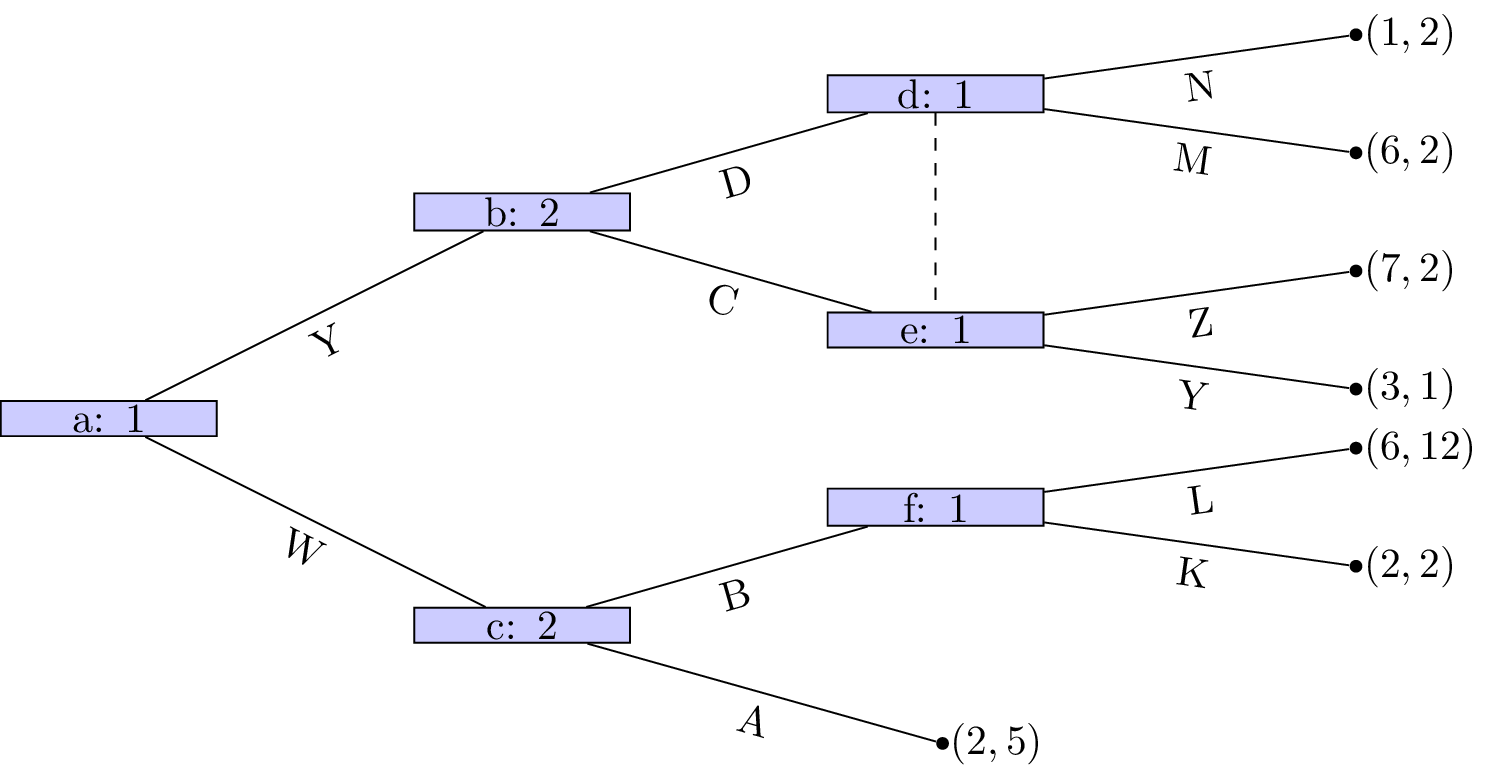 (1, 2)
N
d: 1
M
(6, 2)
D
b: 2
C
(7, 2)
Z
e: 1
Y
(3, 1)
Y
a: 1
W
(6, 12)
L
f: 1
K
(2, 2)
B
c: 2
A
(2, 5)